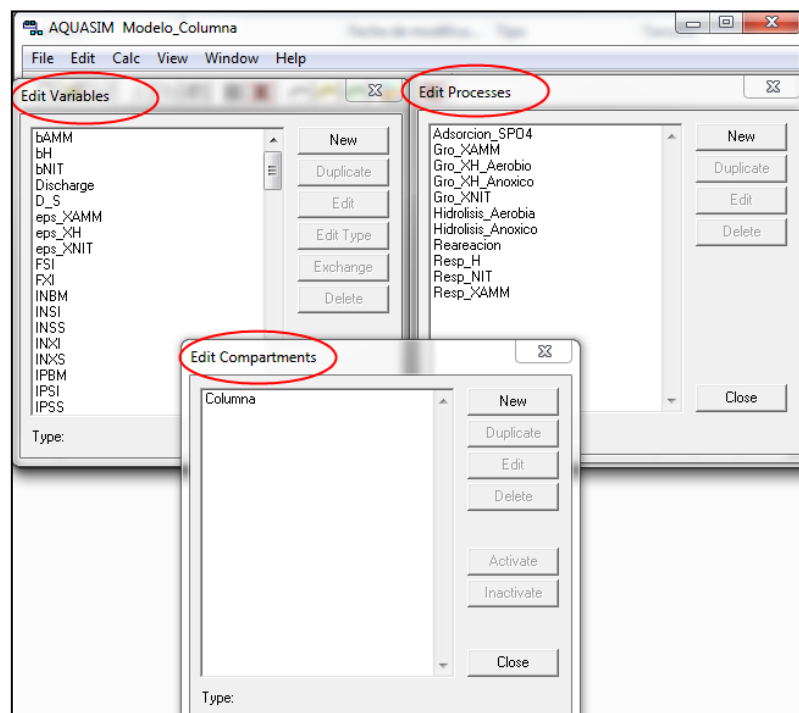 AQUASIM Modelo_Columna
File Edit Calc View Window Help
Edit Variables
bAMM
bH
bNIT
Discharge
D_S
eps_XAMM
eps_XH
eps_XNIT
FSI
FXI
INBM
INSI
INSS
INXI
INXS
IPBM
IPSI
IPSS
New
Duplicate
Edit
Edit Type
Exchange
Delete
Type:
Edit Processes
Adsorcion_SPO4
Gro_XAMM
Gro_XH_Aerobio
Gro_XH_Anoxico
Gro_XNIT
Hidrolisis_Aerobia
Hidrolisis_Anoxico
Reareacion
Resp_H
Resp_NIT
Resp_XAMM
New
Duplicate
Edit
Delete
Close
Edit Compartments
Columna
New
Duplicate
Edit
Delete
Activate
Inactivate
Close
Type: